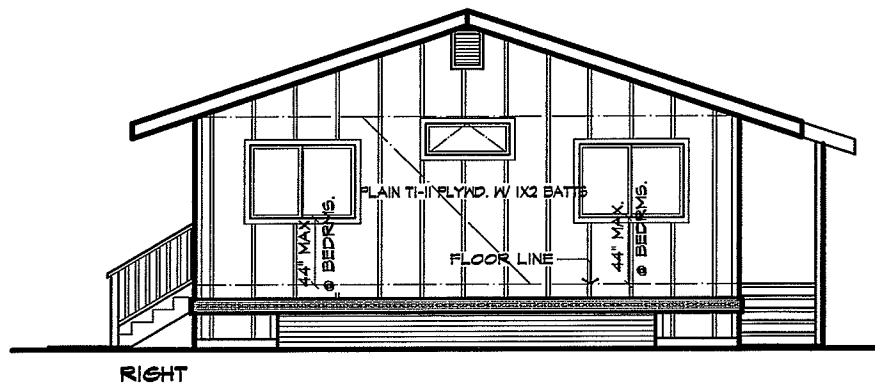 PLAIN T1-11 PLYWD. W/ 1X2 BATTS
44" MAX.
@ BEDRMS.
FLOOR LINE
44" MAX.
@ BEDRMS.
RIGHT